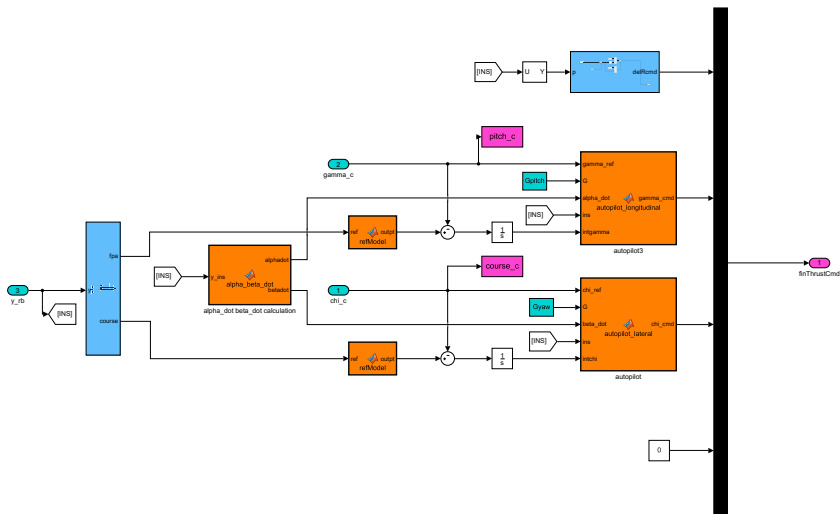 [INS]
U Y
p
delRcmd
pitch_c
2
gamma_c
gamma_ref
Gpitch
G
alpha_dot
autopilot_longitudinal
gamma_cmd
[INS]
ins
intgamma
autopilot3
ref
outpt
refModel
1
s
fpa
alphadot
[INS]
y_ins
alpha_beta_dot
betadot
alpha_dot beta_dot calculation
course_c
1
finThrustCmd
3
y_rb
[INS]
1
chi_c
chi_ref
Gyaw
G
beta_dot
autopilot_lateral
chi_cmd
[INS]
ins
intchi
autopilot
course
ref
outpt
refModel
1
s
0